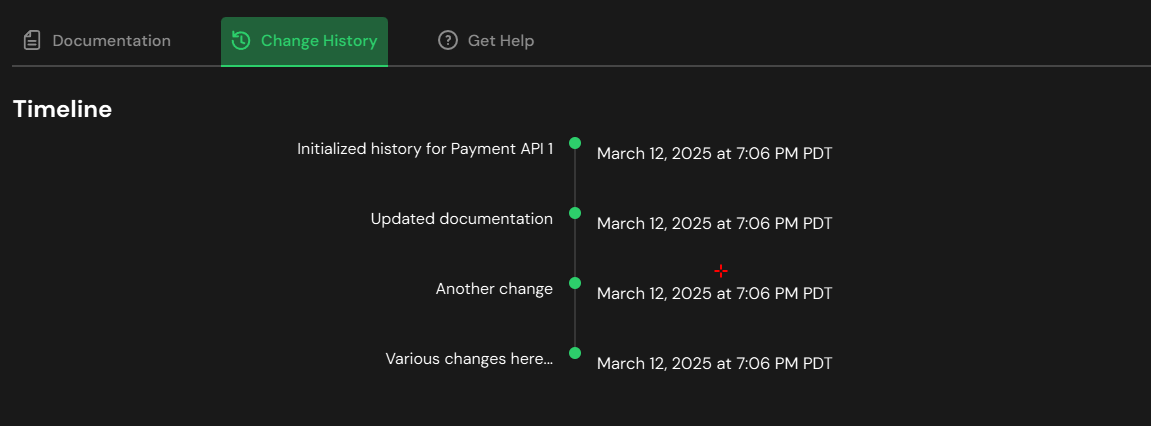 Documentation
Change History
Get Help
Timeline
Initialized history for Payment API 1
March 12, 2025 at 7:06 PM PDT
Updated documentation
March 12, 2025 at 7:06 PM PDT
Another change
March 12, 2025 at 7:06 PM PDT
Various changes here...
March 12, 2025 at 7:06 PM PDT